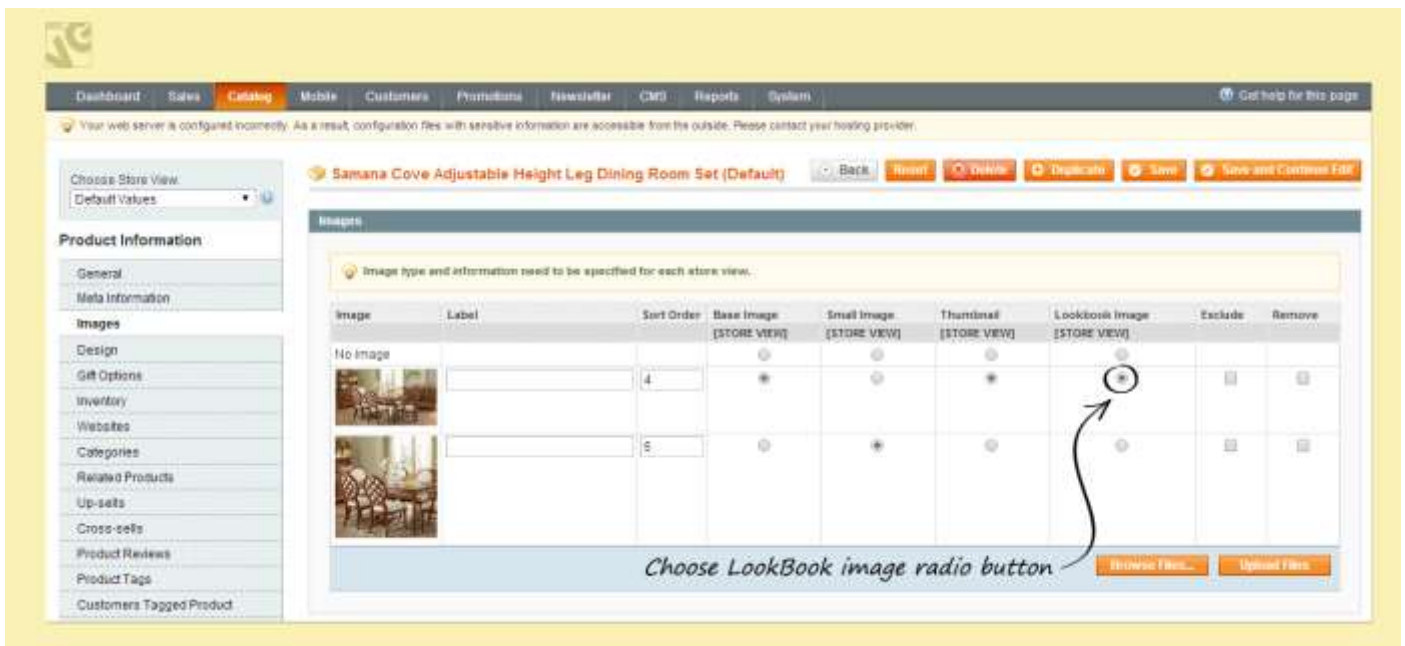 Dashboard Sales Catalog Mobile Customers Promotions Newsletter CMS Reports System Get help for this page
Your web server is configured incorrectly. As a result, configuration files with sensitive information are accessible from the outside. Please contact your hosting provider.
Choose Store View:
Default Values
Samana Cove Adjustable Height Leg Dining Room Set (Default) Back Reset Delete Duplicate Save Save and Continue Edit
Product Information
General
Meta Information
Images
Design
Gift Options
Inventory
Websites
Categories
Related Products
Up-sells
Cross-sells
Product Reviews
Product Tags
Customers Tagged Product
Images
Image type and information need to be specified for each store view.
Image Label Sort Order Base Image Small Image Thumbnail Lookbook Image Exclude Remove
[STORE VIEW] [STORE VIEW] [STORE VIEW] [STORE VIEW]
No image
4
5
Choose LookBook image radio button
Browse Files... Upload Files